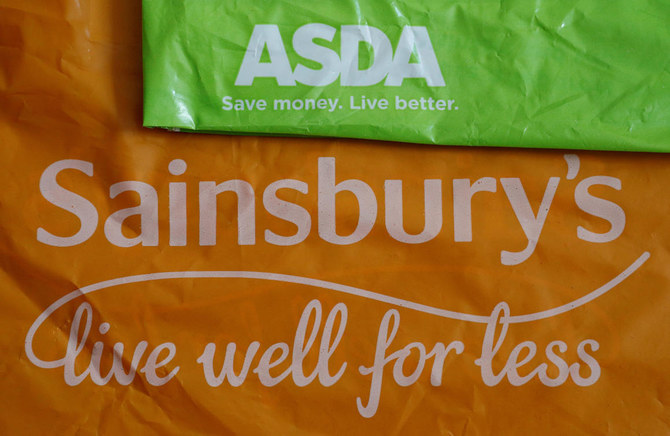 ASDA
Save money. Live better.
Sainsbury's
live well for less